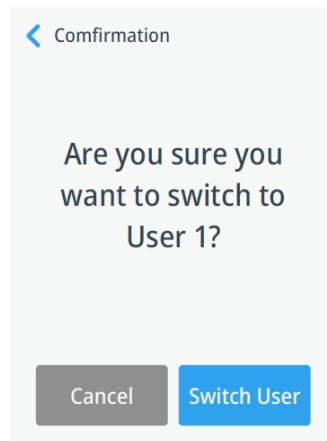 Comfirmation
Are you sure you
want to switch to
User 1?
Cancel
Switch User